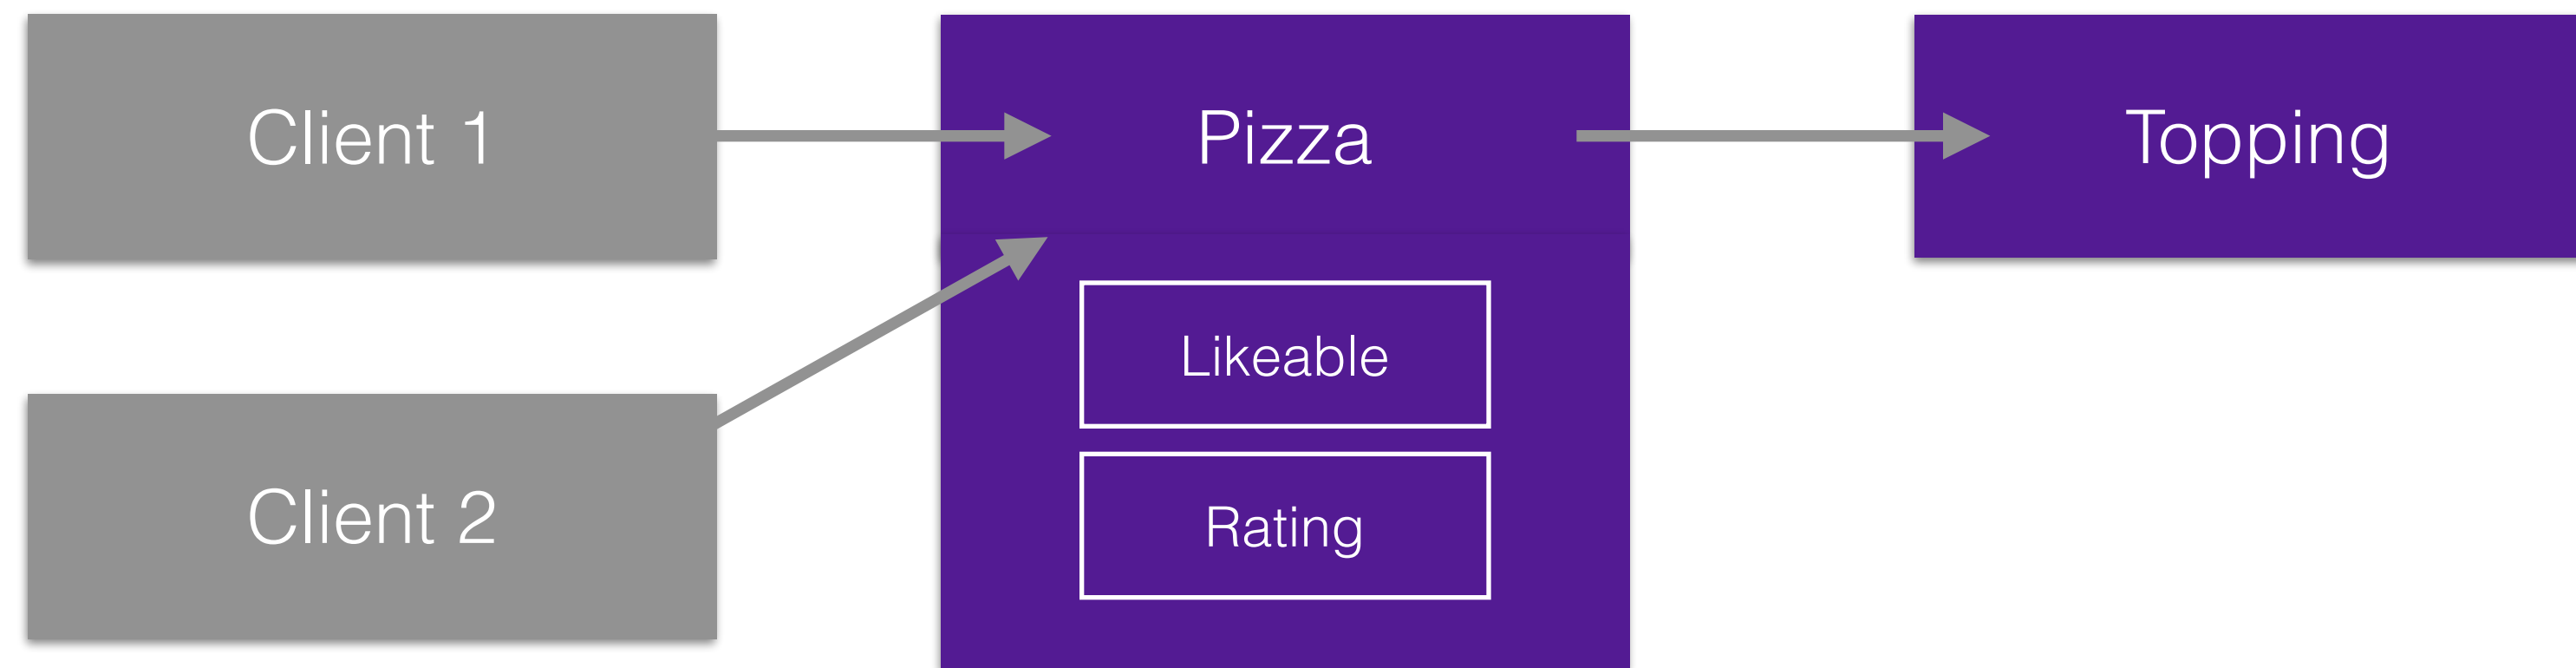 Client 1
Pizza
Topping
Likeable
Client 2
Rating